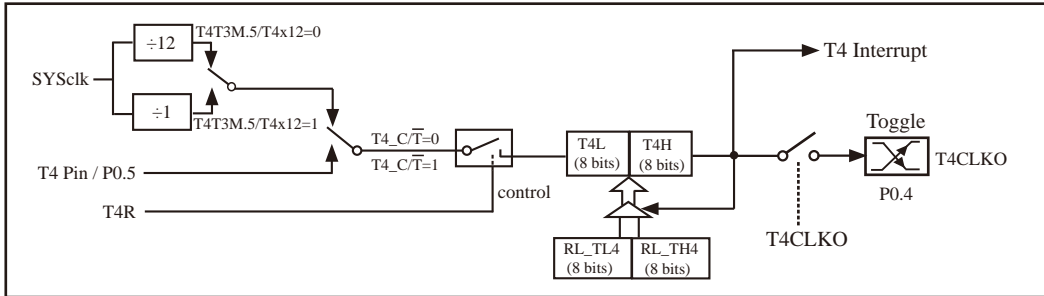 ÷12
T4T3M.5/T4x12=0
SYSclk
÷1
T4T3M.5/T4x12=1
T4_C/T̅=0
T4_C/T̅=1
T4 Pin / P0.5
T4R
control
T4L
(8 bits)
T4H
(8 bits)
T4 Interrupt
Toggle
T4CLKO
P0.4
T4CLKO
RL_TL4
(8 bits)
RL_TH4
(8 bits)